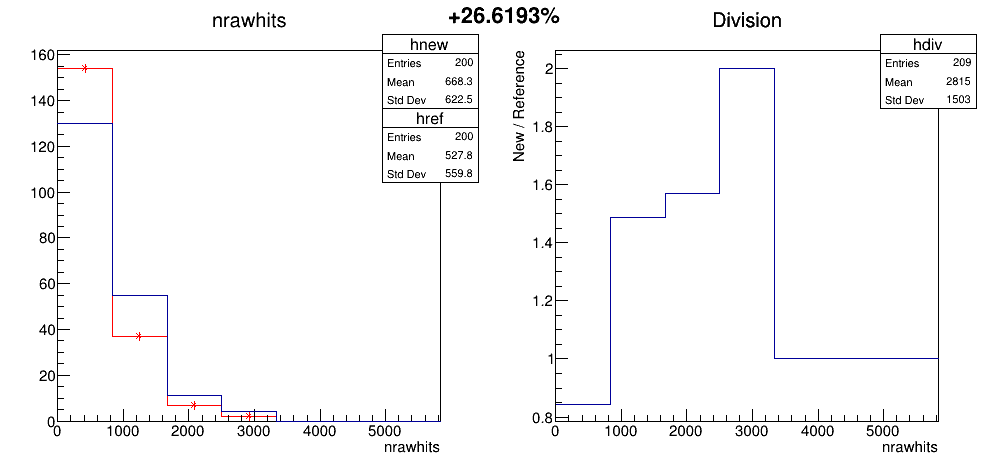 +26.6193%
nrawhits
hnew
Entries 200
Mean 668.3
Std Dev 622.5
href
Entries 200
Mean 527.8
Std Dev 559.8
160
140
120
100
80
60
40
20
0
0 1000 2000 3000 4000 5000
nrawhits
Division
hdiv
Entries 209
Mean 2815
Std Dev 1503
New / Reference
2
1.8
1.6
1.4
1.2
1
0.8
0 1000 2000 3000 4000 5000
nrawhits